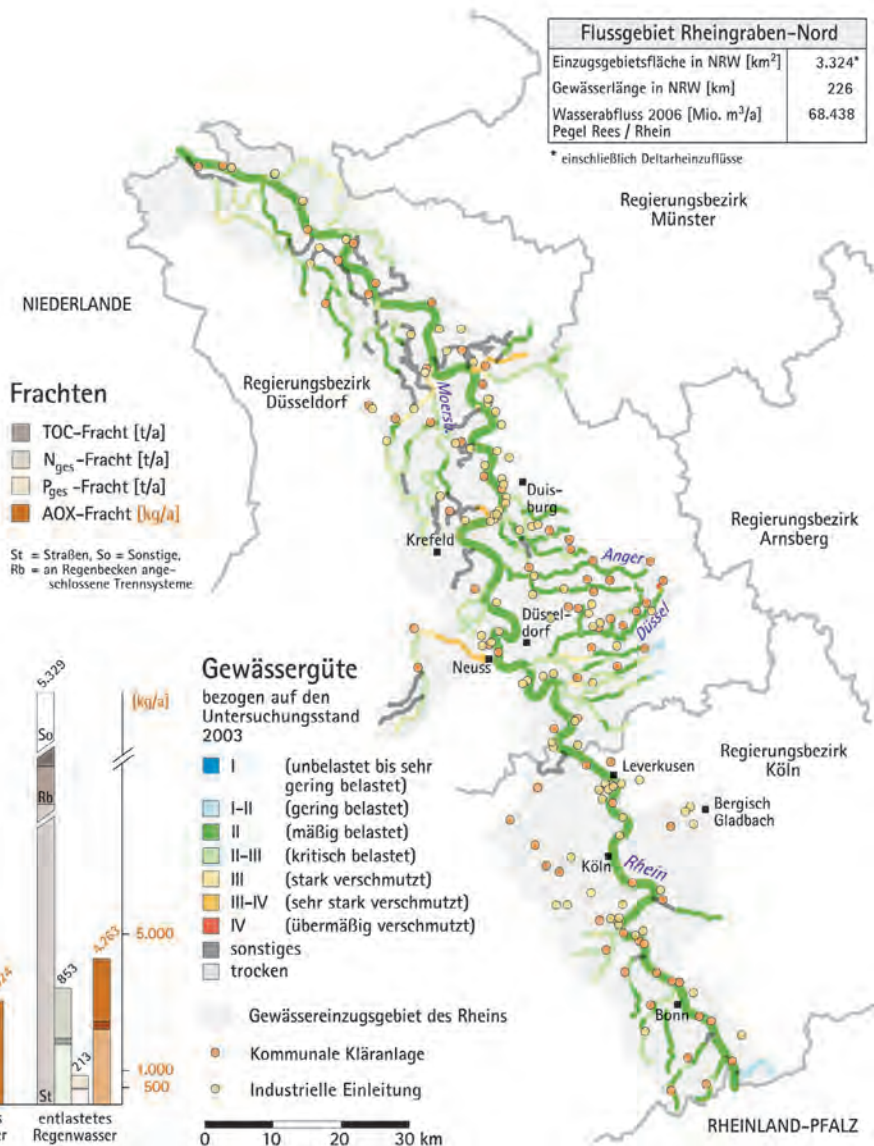 Flussgebiet Rheingraben-Nord
Einzugsgebietsfläche in NRW [km²] 3.324*
Gewässerlänge in NRW [km] 226
Wasserabfluss 2006 [Mio. m³/a] 68.438
Pegel Rees / Rhein
* einschließlich Deltarheinzuflüsse
Regierungsbezirk
Münster
NIEDERLANDE
Regierungsbezirk
Düsseldorf
Moersb.
Duis-
burg
Krefeld
Anger
Regierungsbezirk
Arnsberg
Düssel
Düssel-
dorf
Neuss
Regierungsbezirk
Köln
Leverkusen
Bergisch
Gladbach
Köln
Rhein
Bonn
RHEINLAND-PFALZ
Frachten
TOC-Fracht [t/a]
Nges-Fracht [t/a]
Pges-Fracht [t/a]
AOX-Fracht [kg/a]
St = Straßen, So = Sonstige,
Rb = an Regenbecken ange-
schlossene Trennsysteme
5.329
[kg/a]
So
Rb
5.000
4.263
853
213
1.000
500
St
entlastetes
Regenwasser
Gewässergüte
bezogen auf den
Untersuchungsstand
2003
I (unbelastet bis sehr
gering belastet)
I-II (gering belastet)
II (mäßig belastet)
II-III (kritisch belastet)
III (stark verschmutzt)
III-IV (sehr stark verschmutzt)
IV (übermäßig verschmutzt)
sonstiges
trocken
Gewässereinzugsgebiet des Rheins
Kommunale Kläranlage
Industrielle Einleitung
0 10 20 30 km